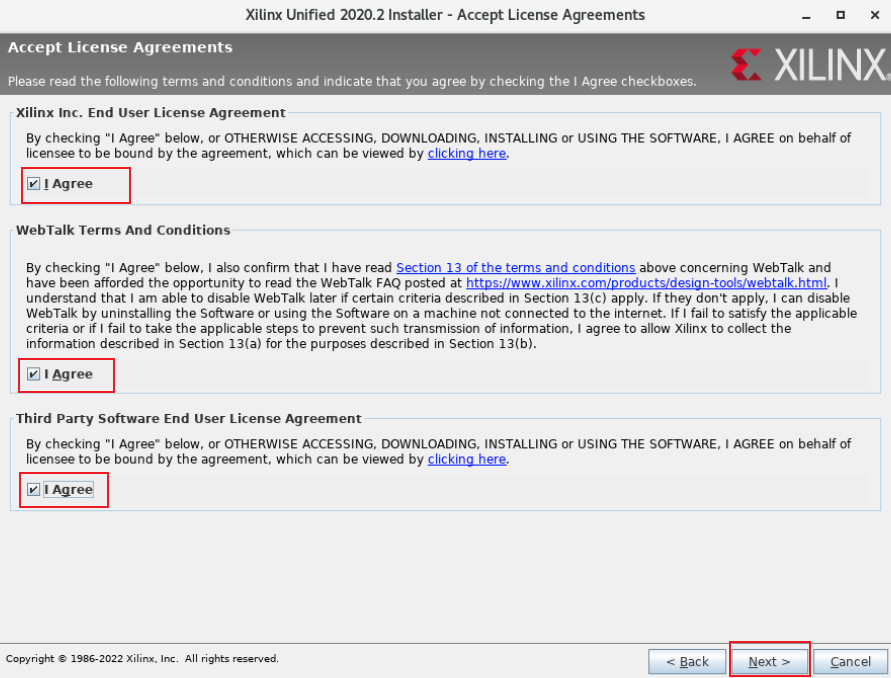 Xilinx Unified 2020.2 Installer - Accept License Agreements
Accept License Agreements
Please read the following terms and conditions and indicate that you agree by checking the I Agree checkboxes.
XILINX®
Xilinx Inc. End User License Agreement
By checking "I Agree" below, or OTHERWISE ACCESSING, DOWNLOADING, INSTALLING or USING THE SOFTWARE, I AGREE on behalf of
licensee to be bound by the agreement, which can be viewed by clicking here.
I Agree
WebTalk Terms And Conditions
By checking "I Agree" below, I also confirm that I have read Section 13 of the terms and conditions above concerning WebTalk and
have been afforded the opportunity to read the WebTalk FAQ posted at https://www.xilinx.com/products/design-tools/webtalk.html. I
understand that I am able to disable WebTalk later if certain criteria described in Section 13(c) apply. If they don't apply, I can disable
WebTalk by uninstalling the Software or using the Software on a machine not connected to the internet. If I fail to satisfy the applicable
criteria or if I fail to take the applicable steps to prevent such transmission of information, I agree to allow Xilinx to collect the
information described in Section 13(a) for the purposes described in Section 13(b).
I Agree
Third Party Software End User License Agreement
By checking "I Agree" below, or OTHERWISE ACCESSING, DOWNLOADING, INSTALLING or USING THE SOFTWARE, I AGREE on behalf of
licensee to be bound by the agreement, which can be viewed by clicking here.
I Agree
Copyright © 1986-2022 Xilinx, Inc. All rights reserved.
< Back
Next >
Cancel